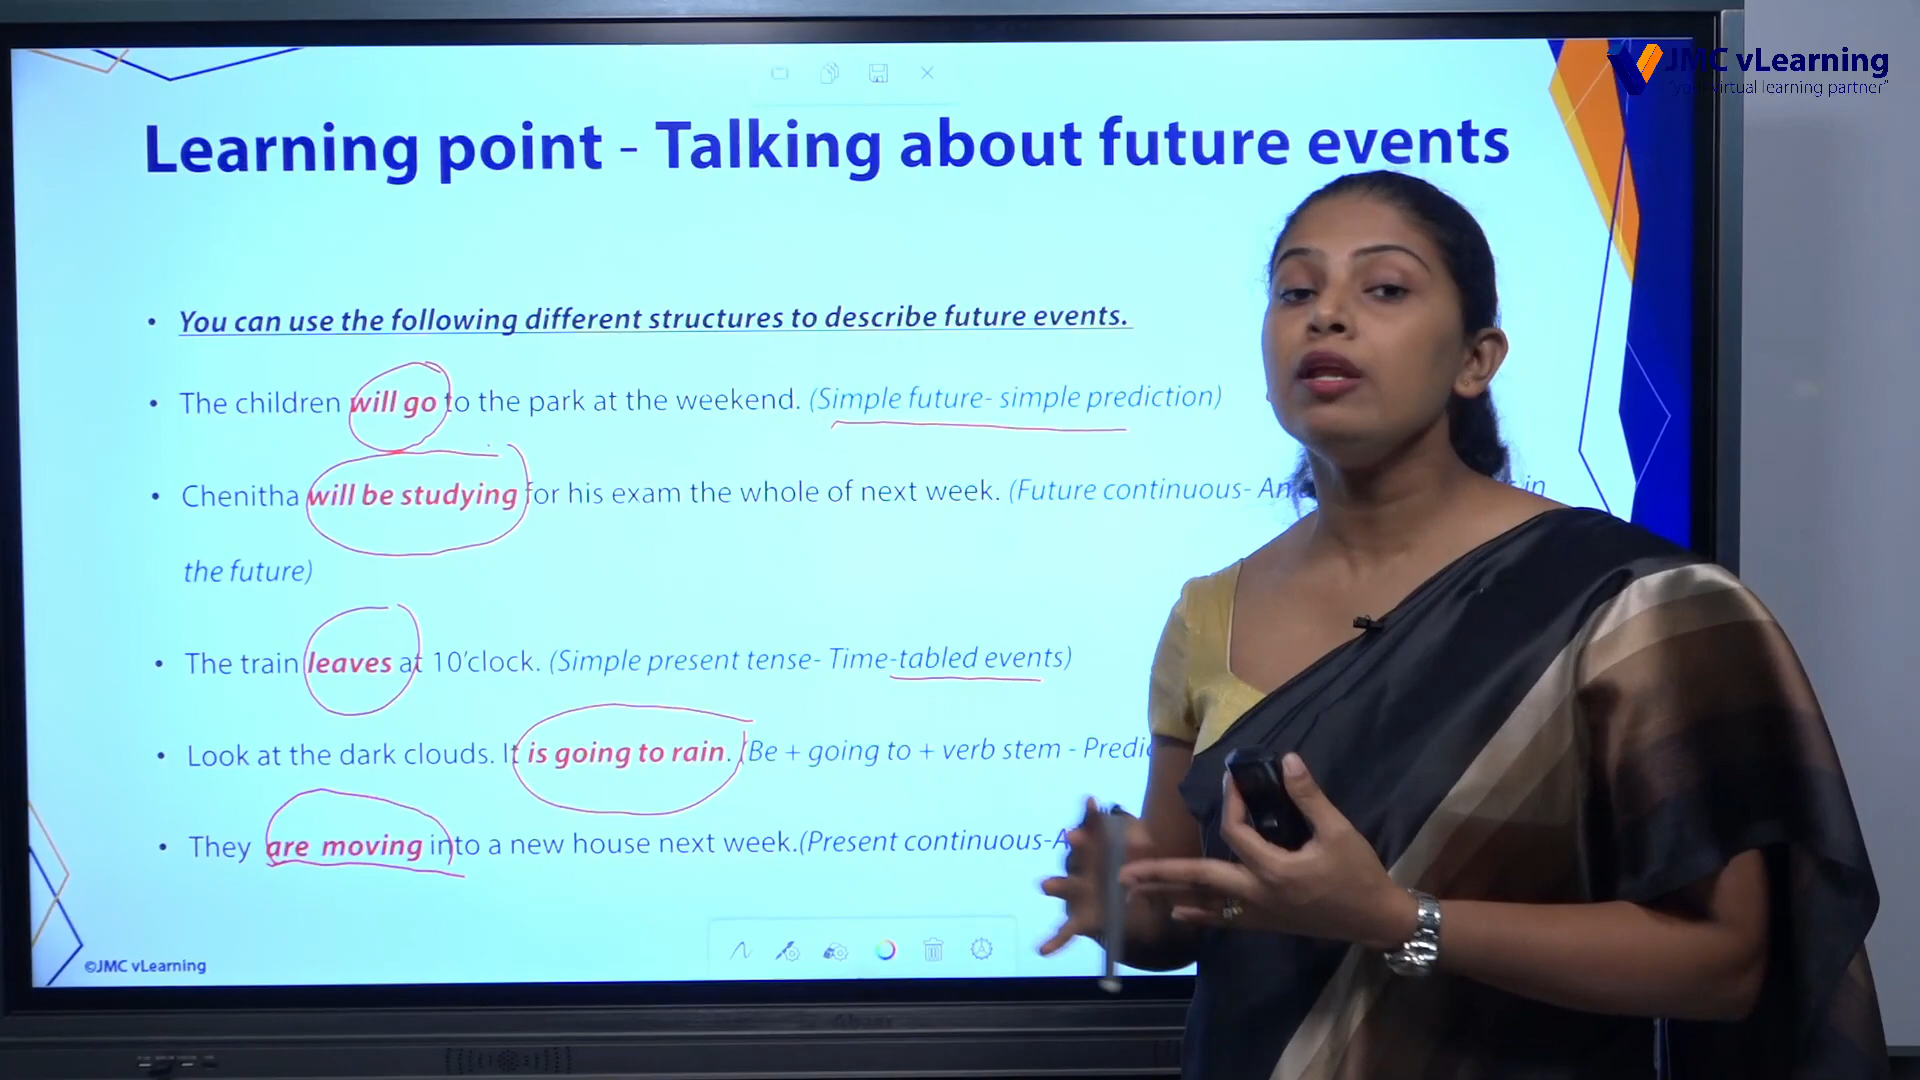 JMC vLearning
"your virtual learning partner"
Learning point - Talking about future events
• You can use the following different structures to describe future events.
• The children will go to the park at the weekend. (Simple future- simple prediction)
• Chenitha will be studying for his exam the whole of next week. (Future continuous- in
the future)
• The train leaves at 10'clock. (Simple present tense- Time-tabled events)
• Look at the dark clouds. It is going to rain. (Be + going to + verb stem -
• They are moving into a new house next week.(Present continuous-
©JMC vLearning